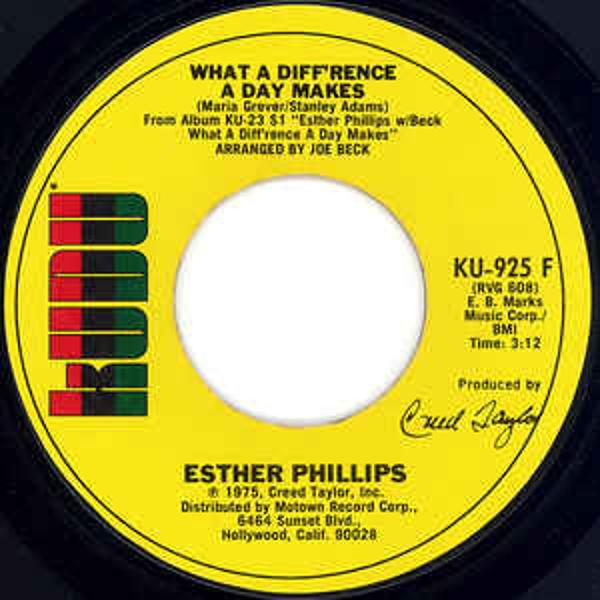 WHAT A DIFF'RENCE
A DAY MAKES
(Maria Grever/Stanley Adams)
From Album KU-23 S1 "Esther Phillips w/Beck
What A Diff'rence A Day Makes"
ARRANGED BY JOE BECK
KUDU
KU-925 F
(RVG 608)
E. B. Marks
Music Corp./
BMI
Time: 3:12
Produced by
Creed Taylor
ESTHER PHILLIPS
℗ 1975, Creed Taylor, Inc.
Distributed by Motown Record Corp.,
6464 Sunset Blvd.,
Hollywood, Calif. 90028